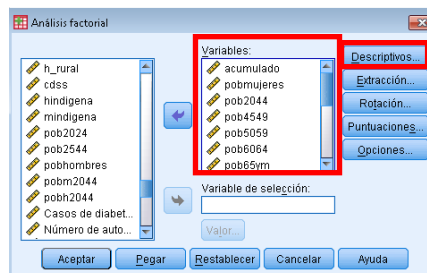 Análisis factorial
h_rural
cdss
hindigena
mindigena
pob2024
pob2544
pobhombres
pobm2044
pobh2044
Casos de diabet...
Número de auto...
Variables:
acumulado
pobmujeres
pob2044
pob4549
pob5059
pob6064
pob65ym
Variable de selección:
Valor...
Descriptivos...
Extracción...
Rotación...
Puntuaciones...
Opciones...
Aceptar
Pegar
Restablecer
Cancelar
Ayuda